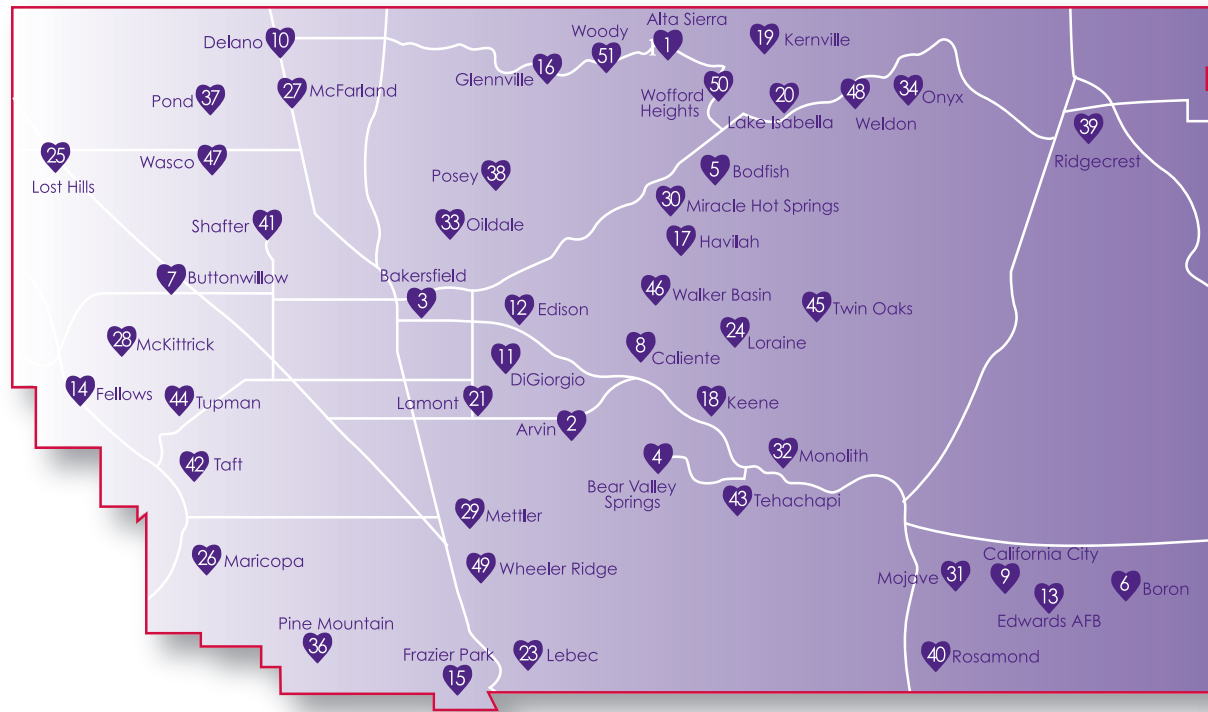 Alta Sierra
1
Woody
51
Delano
10
19
Kernville
Glennville
16
37
Pond
27
McFarland
50
Wofford
Heights
20
Lake Isabella
48
Weldon
34
Onyx
39
Ridgecrest
25
Lost Hills
Wasco
47
Posey
38
5
Bodfish
30
Miracle Hot Springs
Shafter
41
33
Oildale
17
Havilah
7
Buttonwillow
Bakersfield
3
12
Edison
46
Walker Basin
45
Twin Oaks
28
McKittrick
11
DiGiorgio
8
Caliente
24
Loraine
14
Fellows
44
Tupman
Lamont
21
Arvin
2
18
Keene
42
Taft
4
Bear Valley
Springs
32
Monolith
43
Tehachapi
29
Mettler
26
Maricopa
49
Wheeler Ridge
Mojave
31
California City
9
13
Edwards AFB
6
Boron
Pine Mountain
36
Frazier Park
15
23
Lebec
40
Rosamond